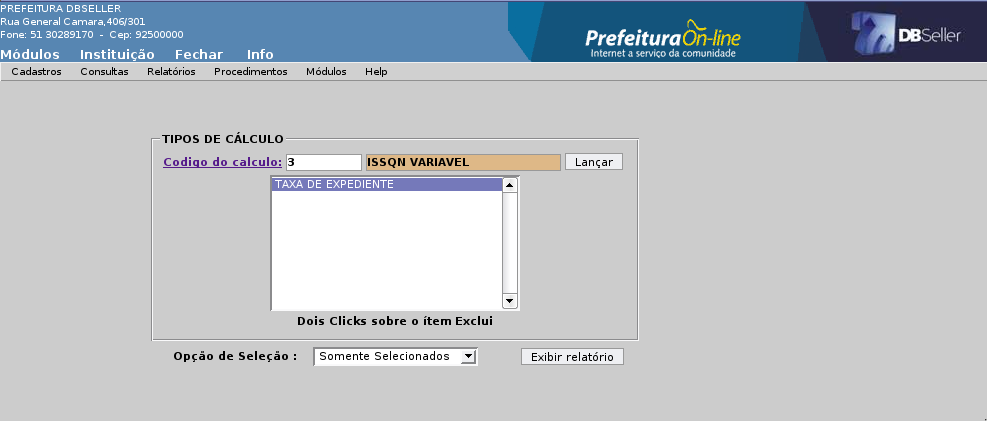 PREFEITURA DBSELLER
Rua General Camara,406/301
Fone: 51 30289170 - Cep: 92500000
Módulos Instituição Fechar Info
Prefeitura On-line
Internet a serviço da comunidade
DBSeller
Cadastros Consultas Relatórios Procedimentos Módulos Help
TIPOS DE CÁLCULO
Codigo do calculo: 3 ISSQN VARIAVEL Lançar
TAXA DE EXPEDIENTE
Dois Clicks sobre o ítem Exclui
Opção de Seleção : Somente Selecionados Exibir relatório